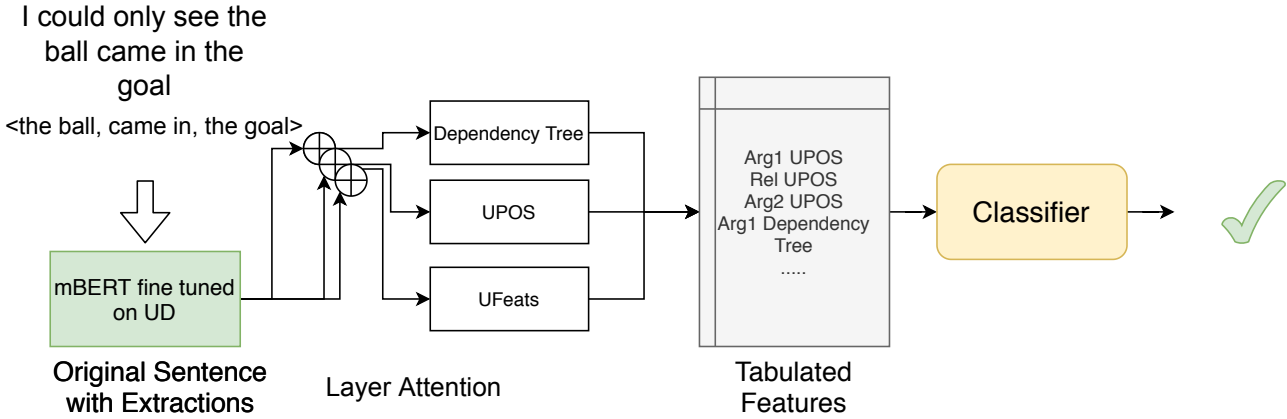 I could only see the
ball came in the
goal
<the ball, came in, the goal>
mBERT fine tuned
on UD
Original Sentence
with Extractions
Layer Attention
Dependency Tree
UPOS
UFeats
Arg1 UPOS
Rel UPOS
Arg2 UPOS
Arg1 Dependency
Tree
.....
Tabulated
Features
Classifier